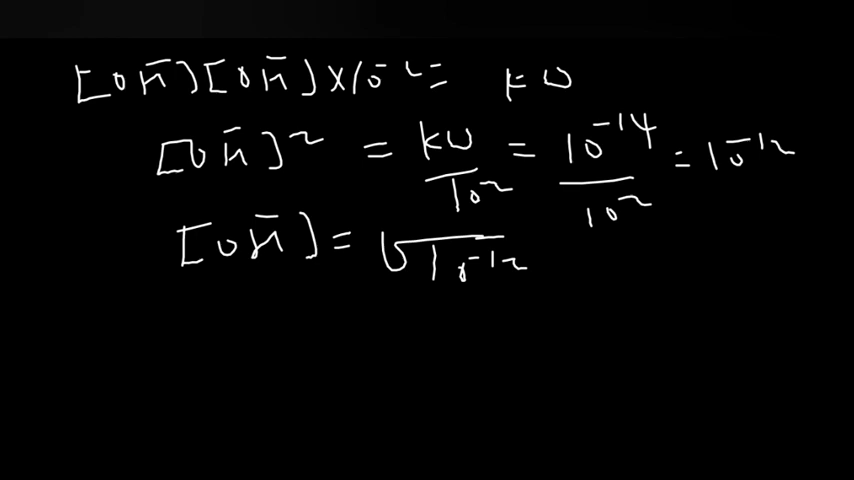 [OH̄][OH̄]×10⁻² = kw
[OH̄]² = kw/10⁻² = 10⁻¹⁴/10⁻² = 10⁻¹²
[OH̄] = √10⁻¹²